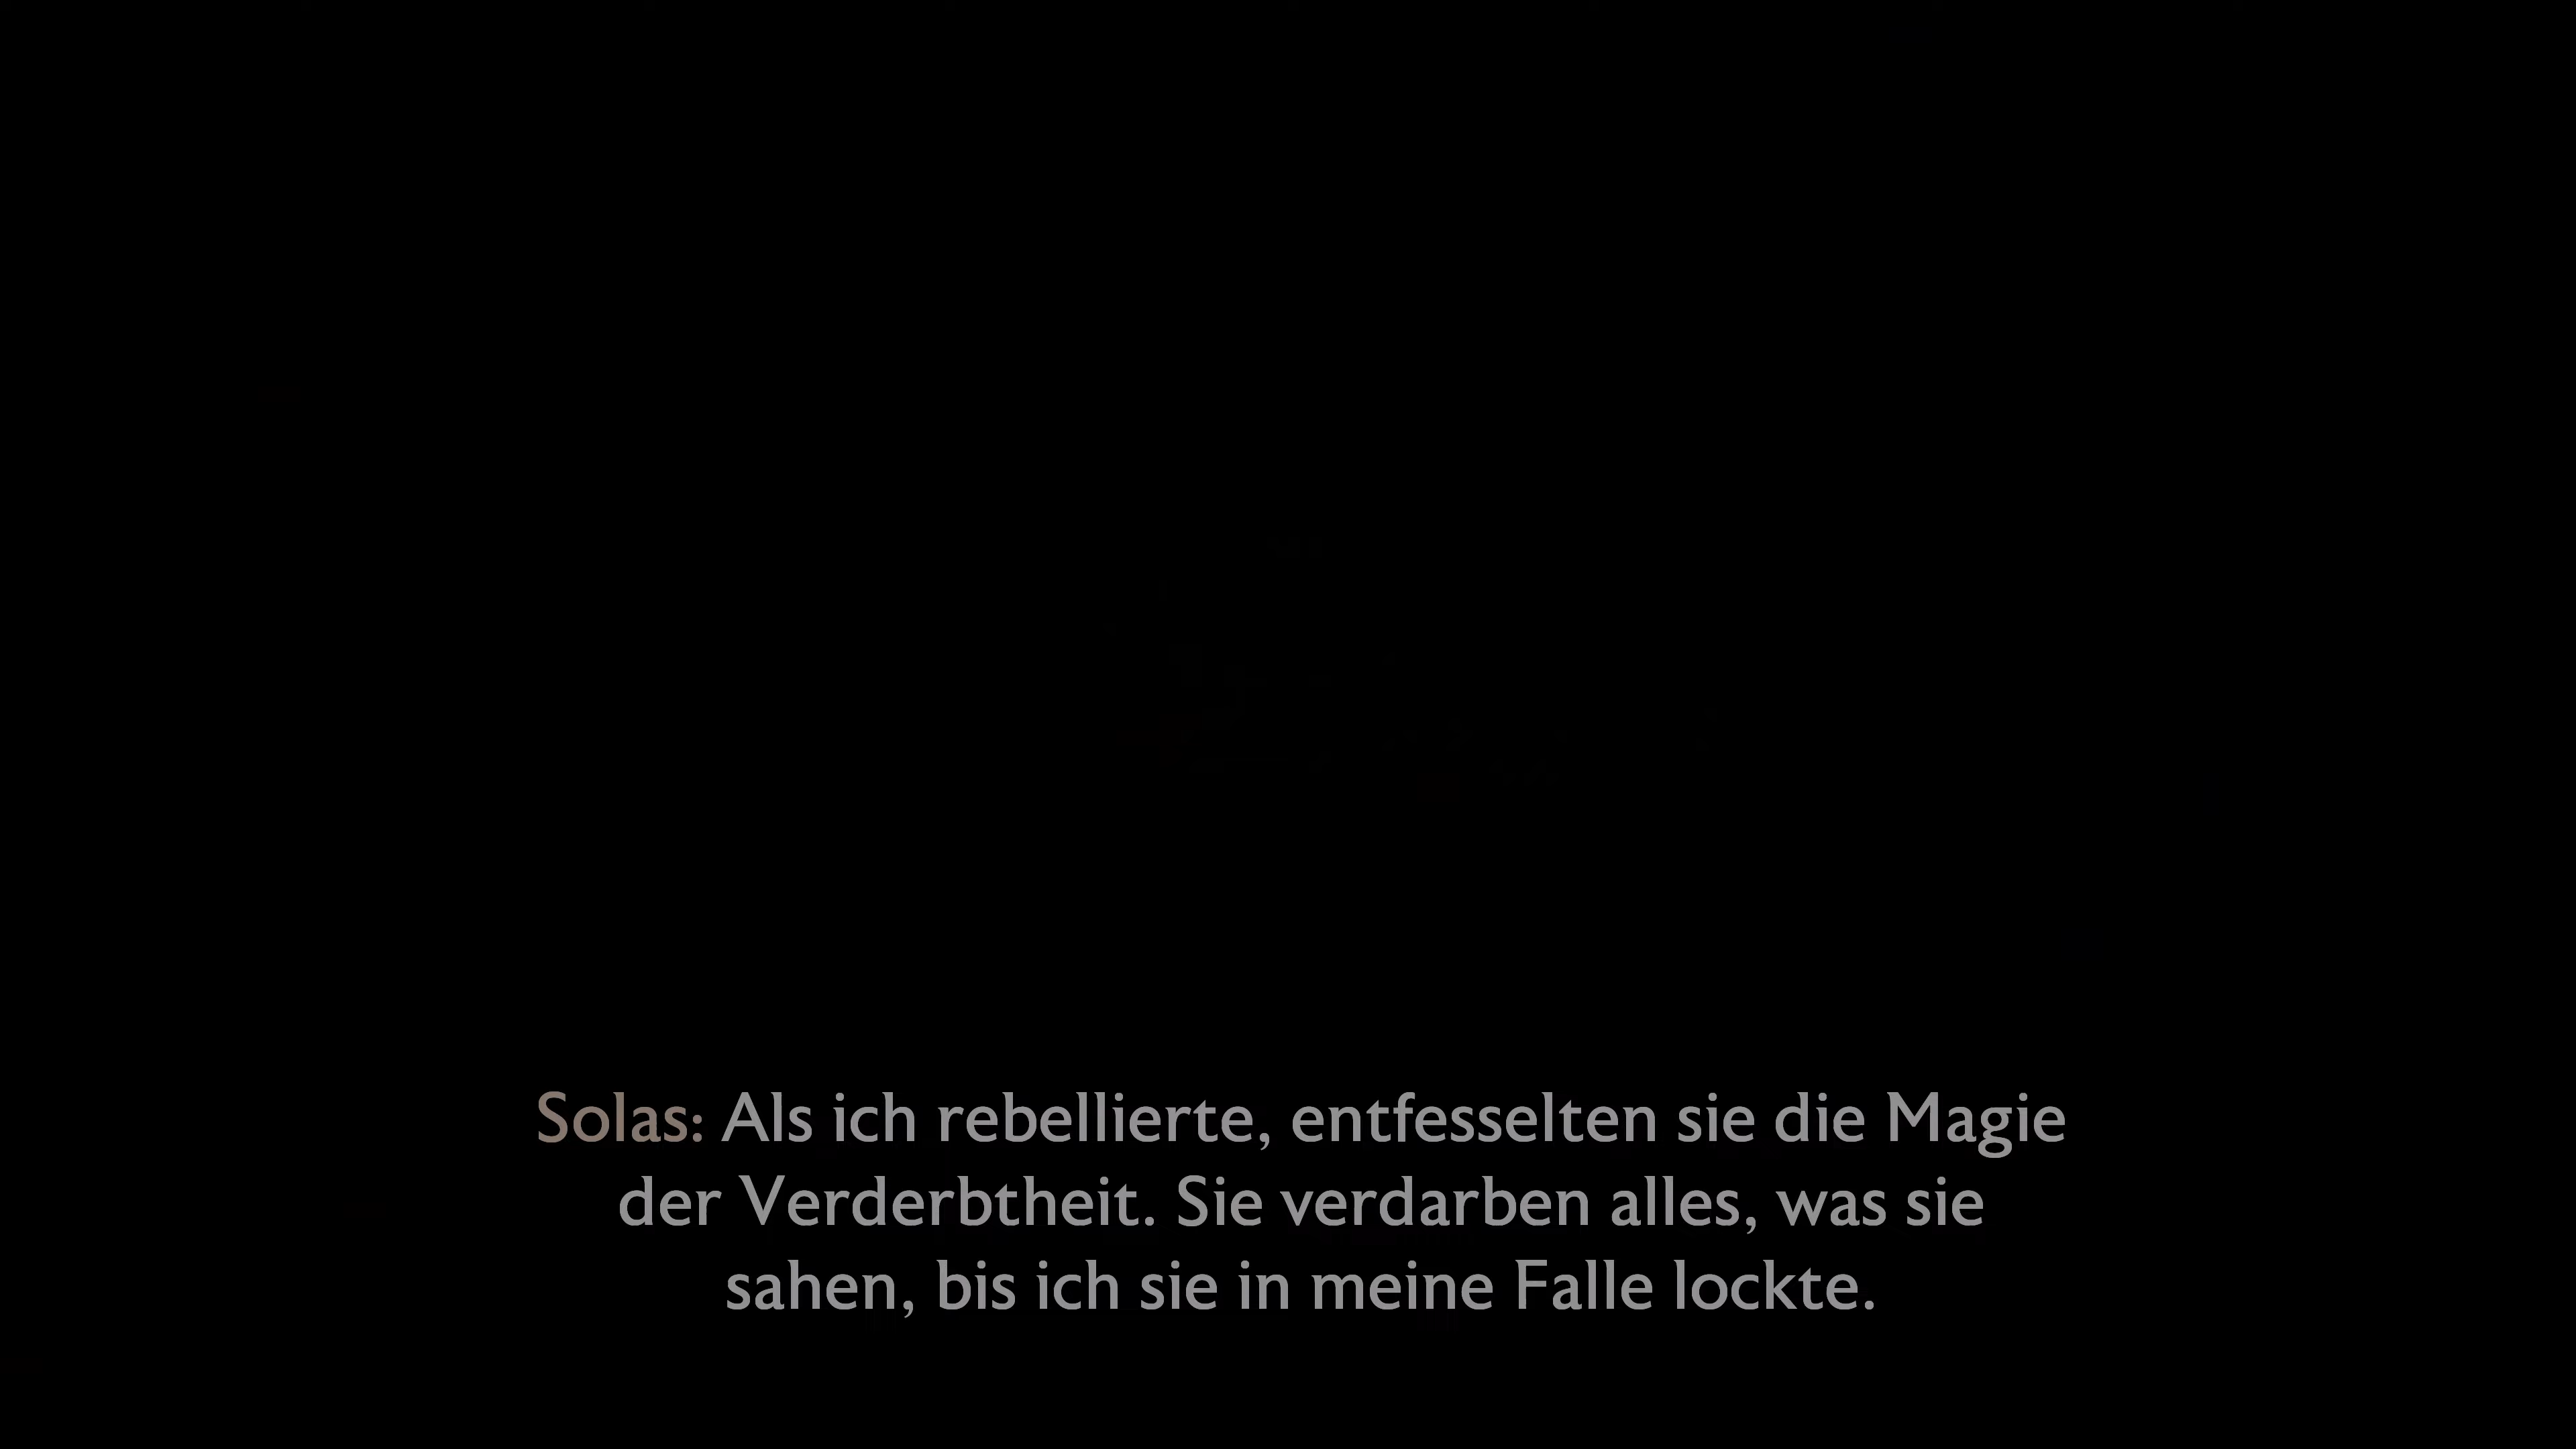 Solas: Als ich rebellierte, entfesselten sie die Magie
der Verderbtheit. Sie verdarben alles, was sie
sahen, bis ich sie in meine Falle lockte.